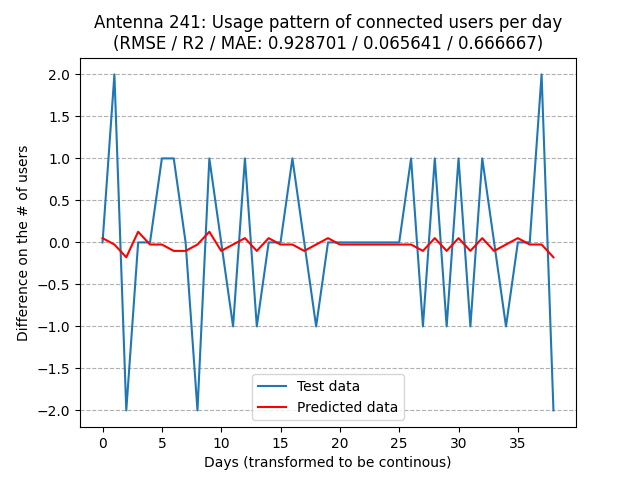 Antenna 241: Usage pattern of connected users per day
(RMSE / R2 / MAE: 0.928701 / 0.065641 / 0.666667)
2.0
1.5
1.0
0.5
0.0
−0.5
−1.0
−1.5
−2.0
Difference on the # of users
Test data
Predicted data
0 5 10 15 20 25 30 35
Days (transformed to be continous)